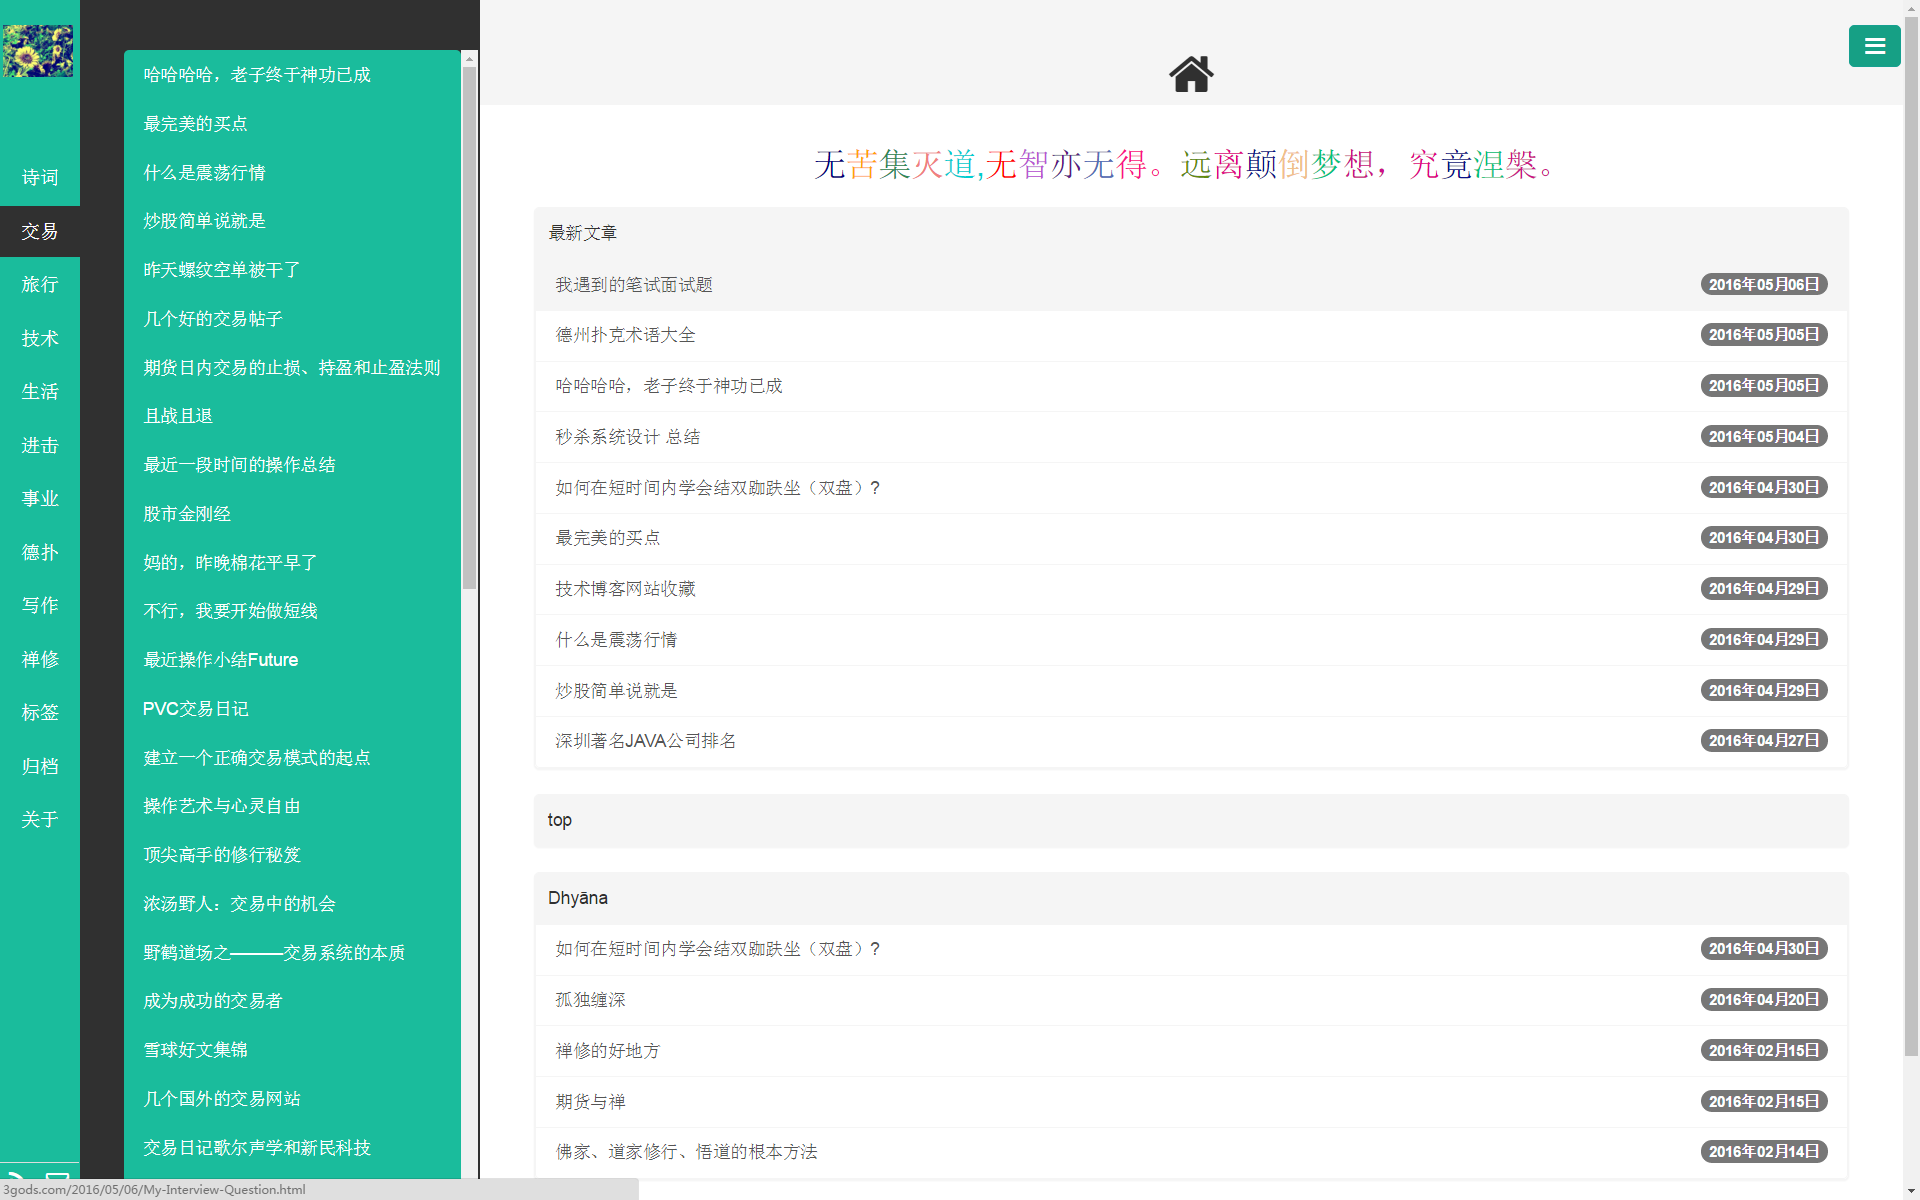 诗词
交易
旅行
技术
生活
进击
事业
德扑
写作
禅修
标签
归档
关于
哈哈哈哈，老子终于神功已成
最完美的买点
什么是震荡行情
炒股简单说就是
昨天螺纹空单被干了
几个好的交易帖子
期货日内交易的止损、持盈和止盈法则
且战且退
最近一段时间的操作总结
股市金刚经
妈的，昨晚棉花平早了
不行，我要开始做短线
最近操作小结Future
PVC交易日记
建立一个正确交易模式的起点
操作艺术与心灵自由
顶尖高手的修行秘笈
浓汤野人：交易中的机会
野鹤道场之———交易系统的本质
成为成功的交易者
雪球好文集锦
几个国外的交易网站
交易日记歌尔声学和新民科技
无苦集灭道,无智亦无得。远离颠倒梦想，究竟涅槃。
最新文章
我遇到的笔试面试题 2016年05月06日
德州扑克术语大全 2016年05月05日
哈哈哈哈，老子终于神功已成 2016年05月05日
秒杀系统设计 总结 2016年05月04日
如何在短时间内学会结双跏趺坐（双盘）? 2016年04月30日
最完美的买点 2016年04月30日
技术博客网站收藏 2016年04月29日
什么是震荡行情 2016年04月29日
炒股简单说就是 2016年04月29日
深圳著名JAVA公司排名 2016年04月27日
top
Dhyāna
如何在短时间内学会结双跏趺坐（双盘）? 2016年04月30日
孤独缠深 2016年04月20日
禅修的好地方 2016年02月15日
期货与禅 2016年02月15日
佛家、道家修行、悟道的根本方法 2016年02月14日
3gods.com/2016/05/06/My-Interview-Question.html